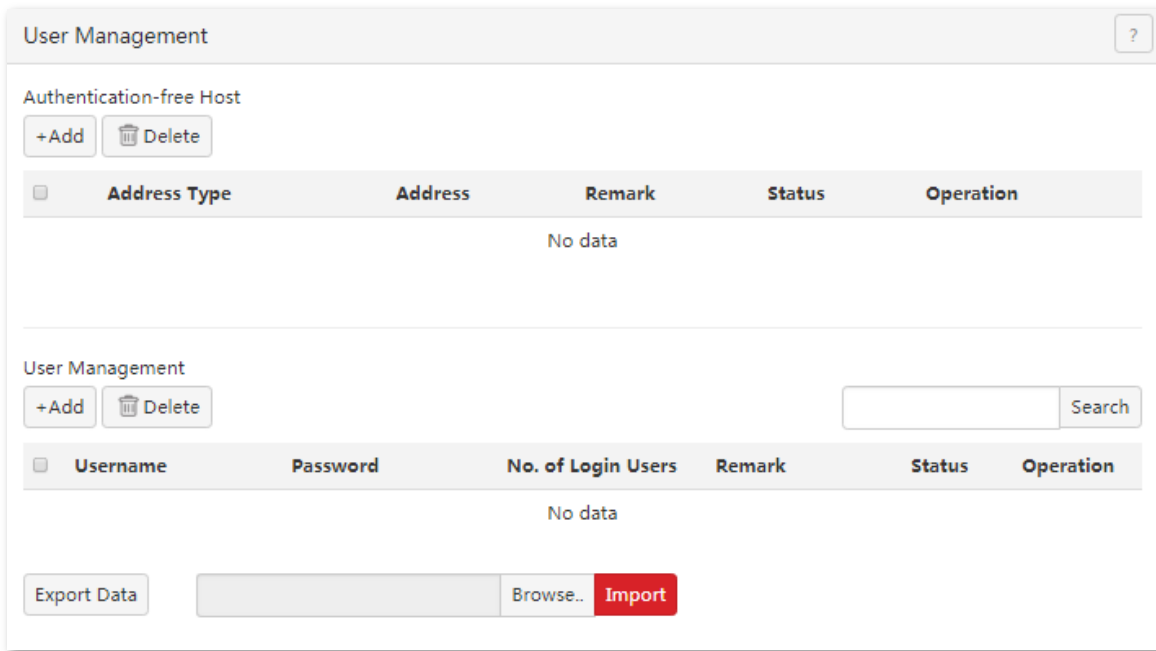 User Management ?
Authentication-free Host
+Add Delete
Address Type Address Remark Status Operation
No data
User Management
+Add Delete Search
Username Password No. of Login Users Remark Status Operation
No data
Export Data Browse.. Import